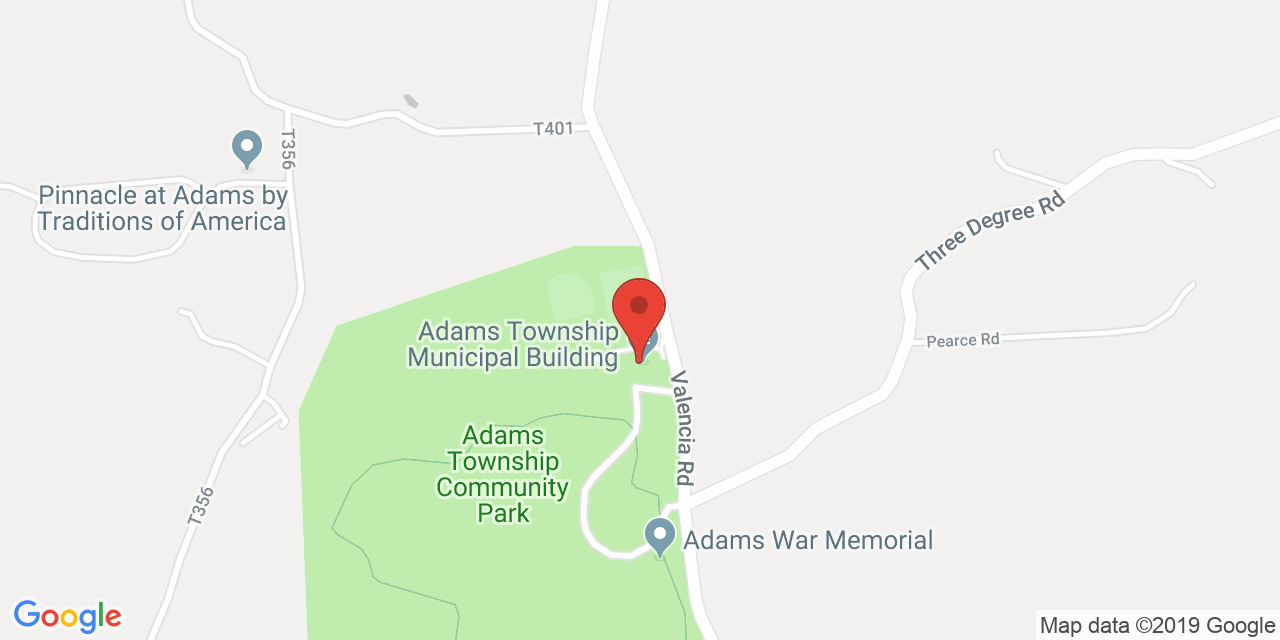 T401
T356
Pinnacle at Adams by
Traditions of America
Three Degree Rd
Adams Township
Municipal Building
Pearce Rd
Valencia Rd
Adams
Township
Community
Park
T356
Adams War Memorial
Google
Map data ©2019 Google